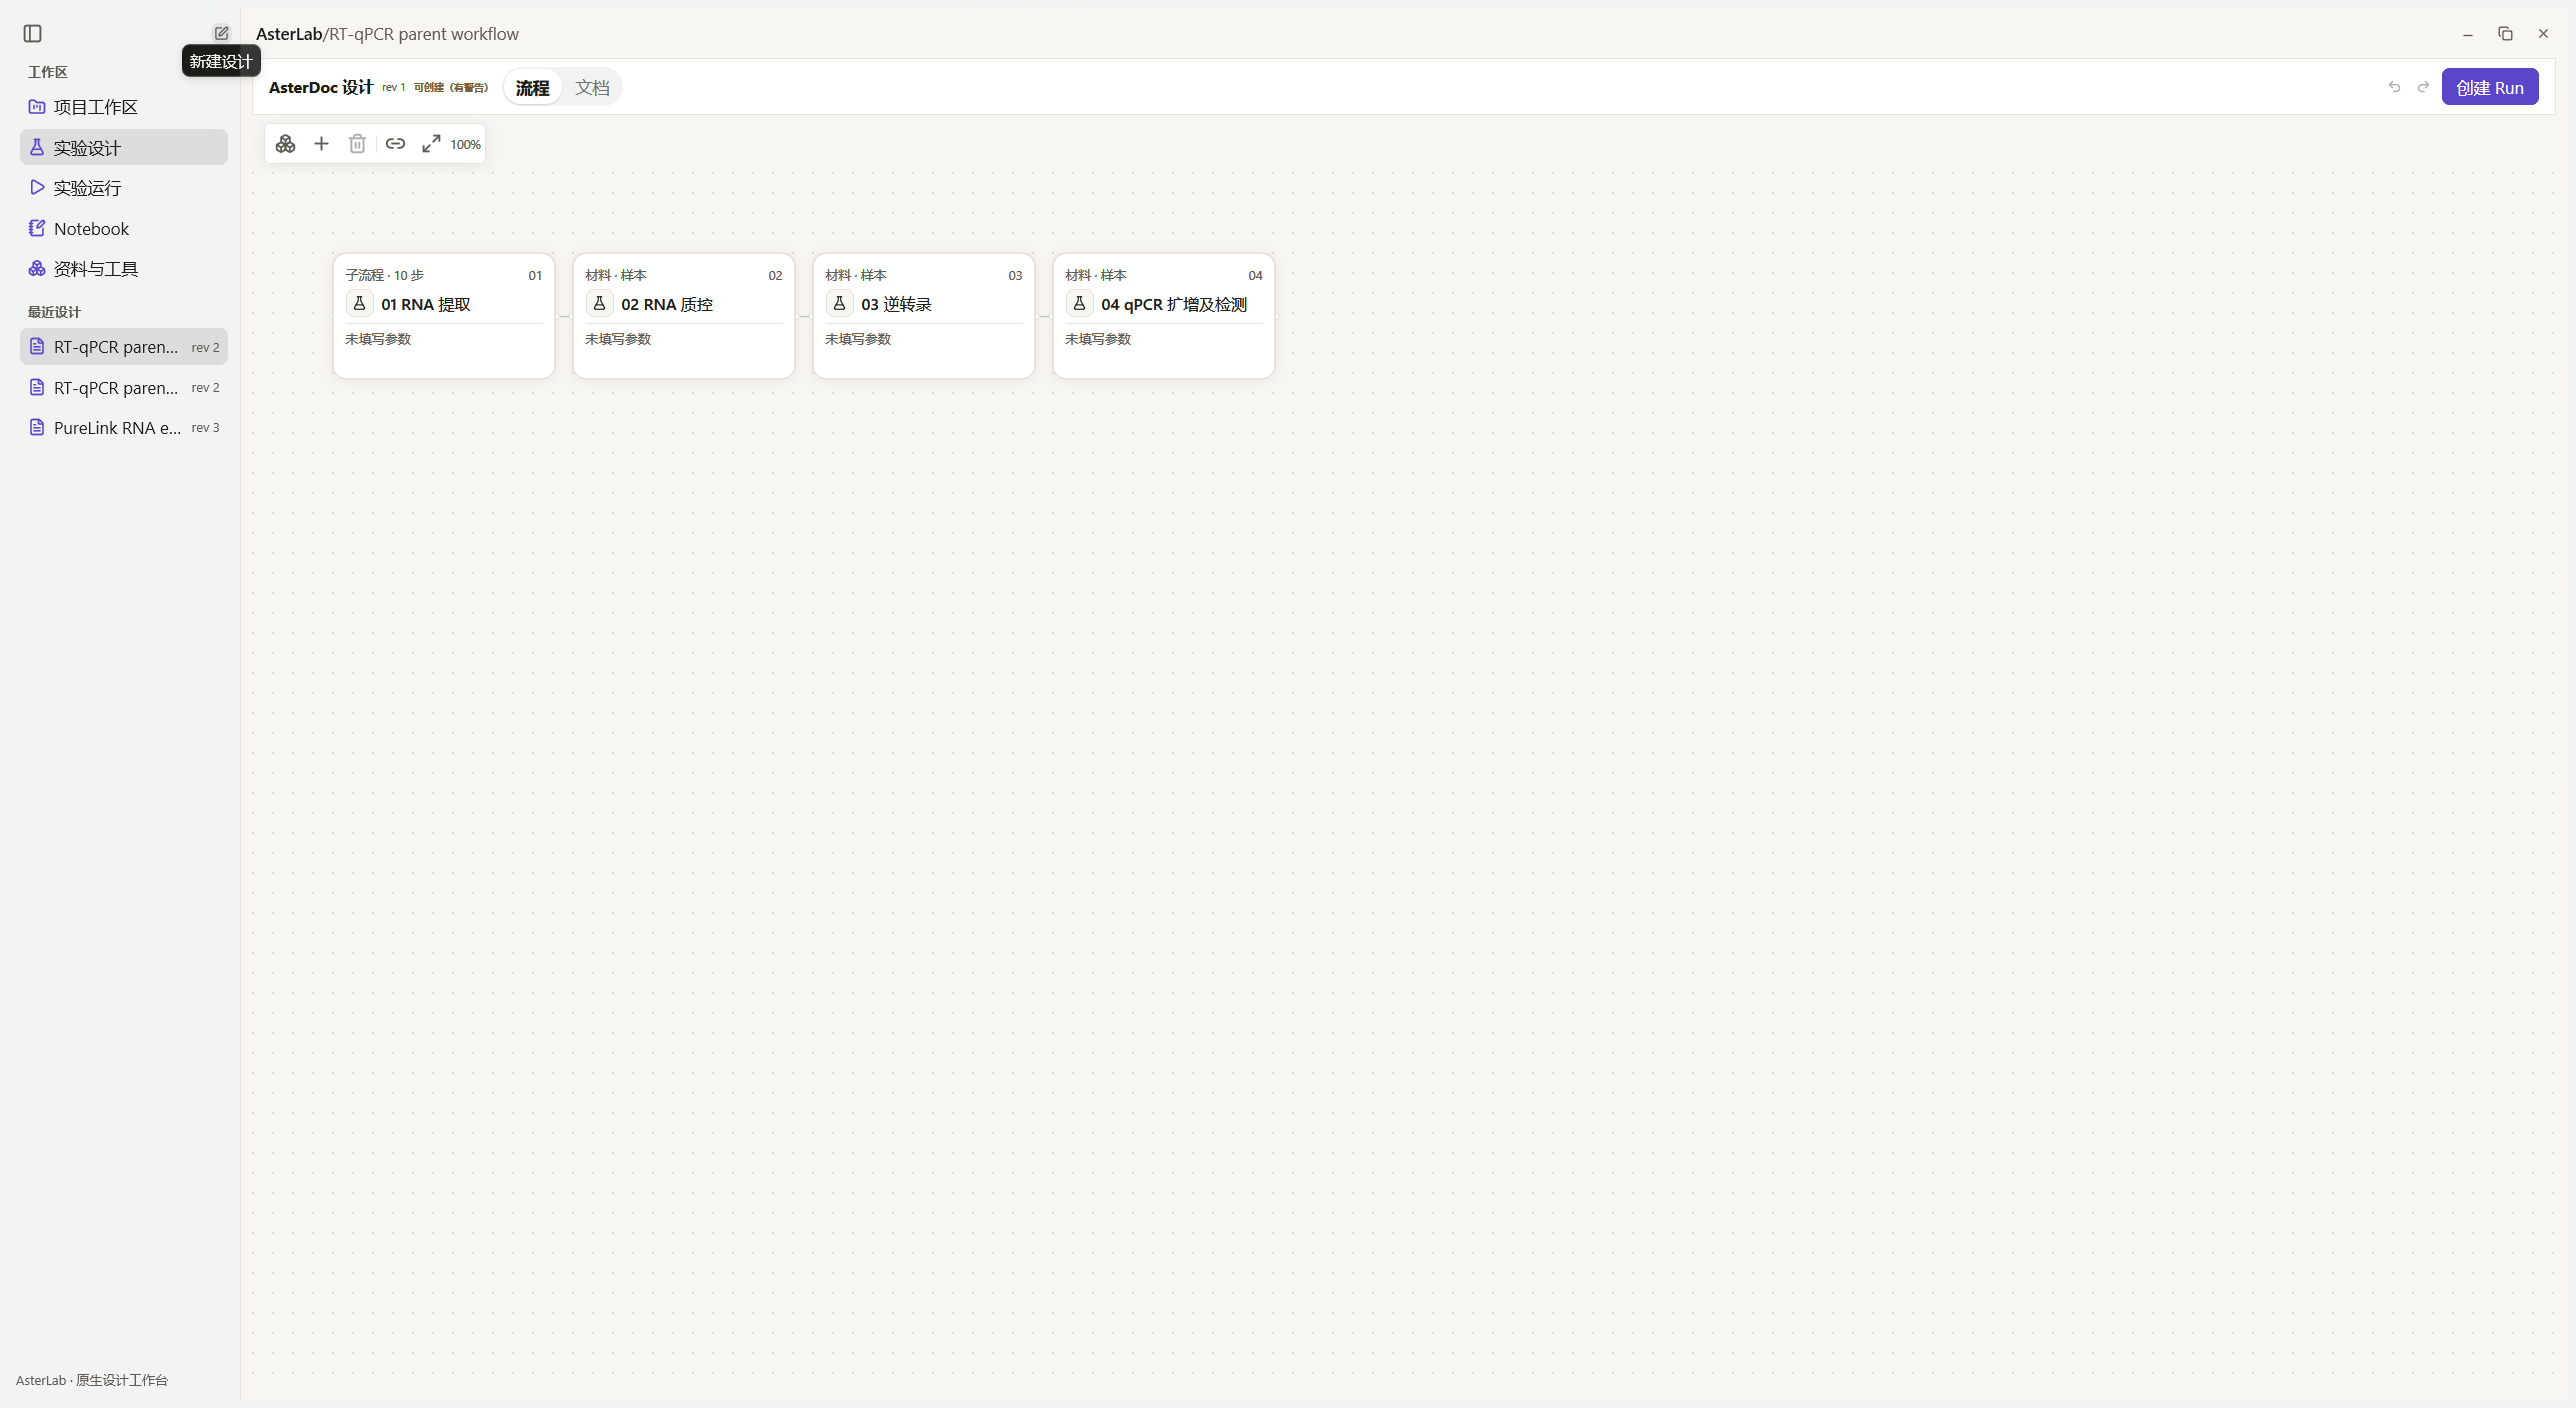 AsterLab/RT-qPCR parent workflow
新建设计
工作区
项目工作区
实验设计
实验运行
Notebook
资料与工具
最近设计
RT-qPCR paren... rev 2
RT-qPCR paren... rev 2
PureLink RNA e... rev 3
AsterLab · 原生设计工作台
AsterDoc 设计 rev 1 可创建（有警告） 流程 文档
创建 Run
100%
子流程 · 10 步 01
01 RNA 提取
未填写参数
材料 · 样本 02
02 RNA 质控
未填写参数
材料 · 样本 03
03 逆转录
未填写参数
材料 · 样本 04
04 qPCR 扩增及检测
未填写参数